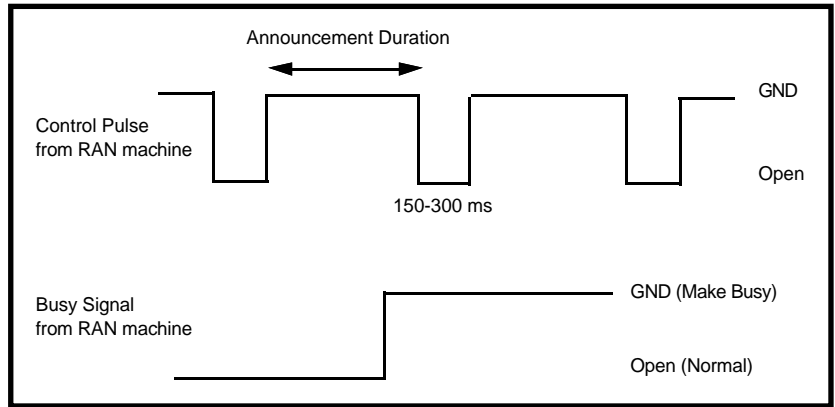 Announcement Duration
GND
Control Pulse
from RAN machine
Open
150-300 ms
Busy Signal
from RAN machine
GND (Make Busy)
Open (Normal)